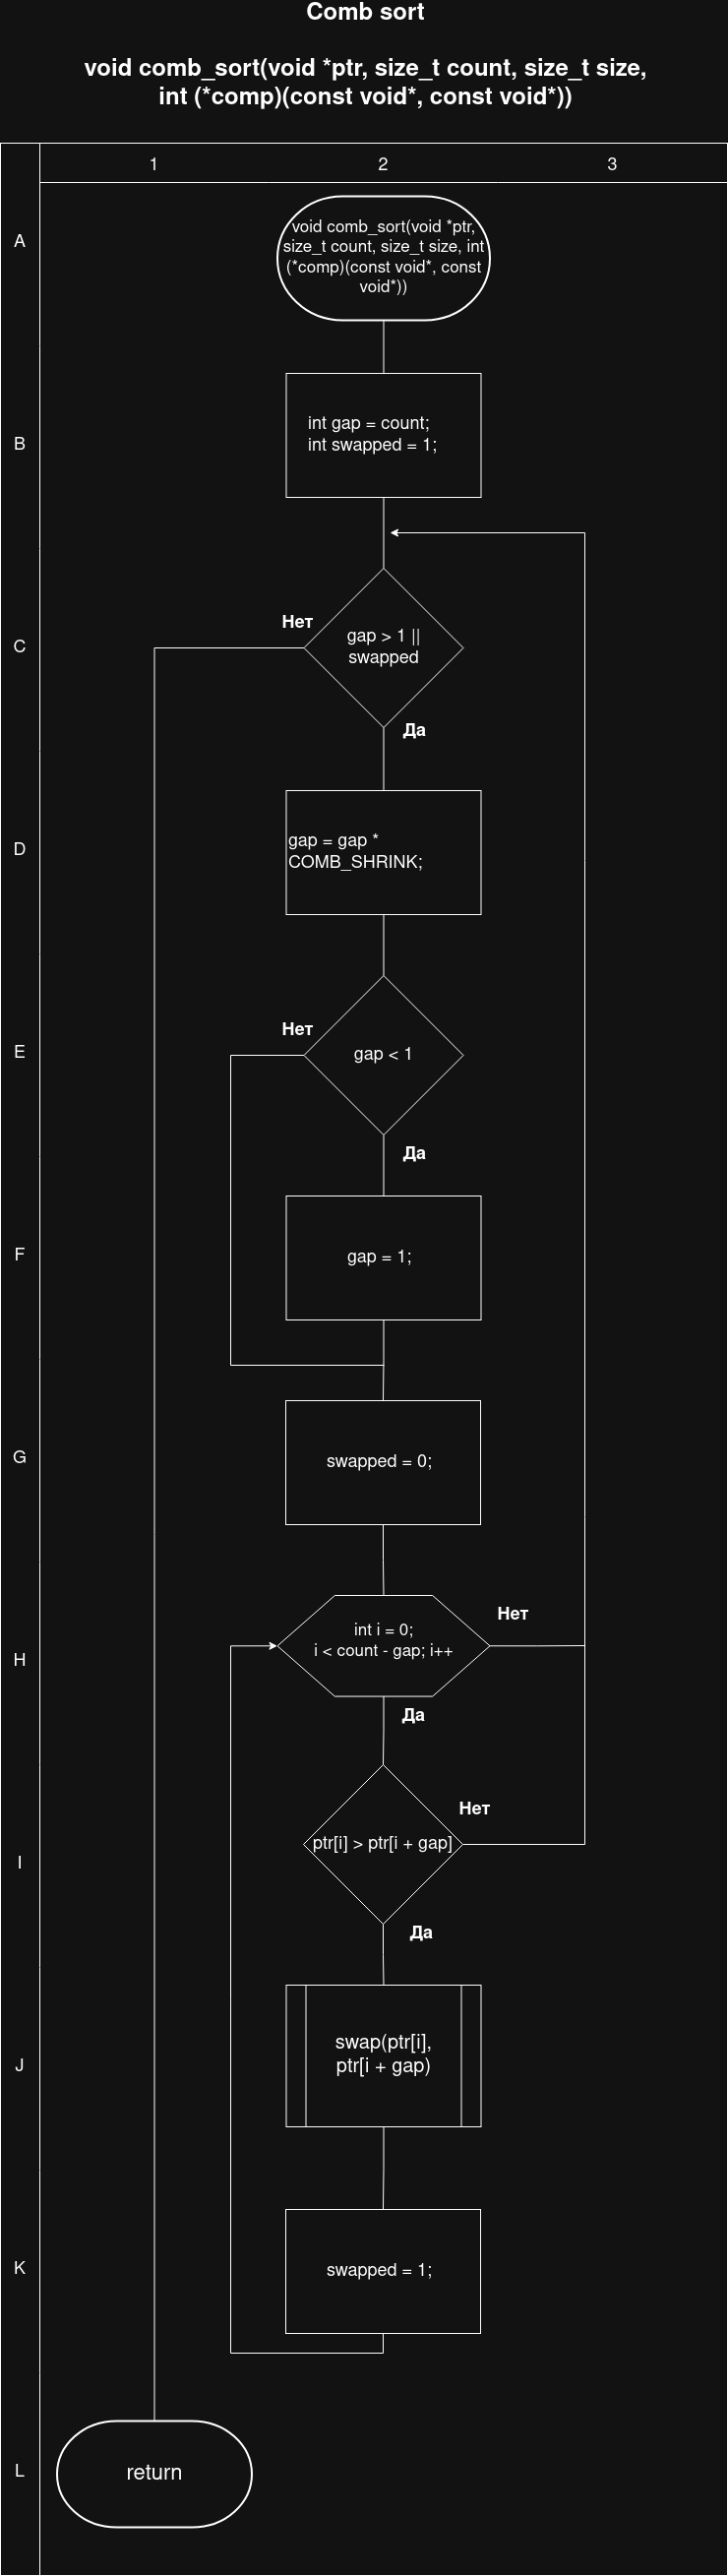 Comb sort
void comb_sort(void *ptr, size_t count, size_t size,
int (*comp)(const void*, const void*))
1
2
3
A
void comb_sort(void *ptr,
size_t count, size_t size, int
(*comp)(const void*, const
void*))
B
int gap = count;
int swapped = 1;
Нет
C
gap > 1 ||
swapped
Да
D
gap = gap *
COMB_SHRINK;
Нет
E
gap < 1
Да
F
gap = 1;
G
swapped = 0;
Нет
H
int i = 0;
i < count - gap; i++
Да
Нет
I
ptr[i] > ptr[i + gap]
Да
J
swap(ptr[i],
ptr[i + gap)
K
swapped = 1;
L
return